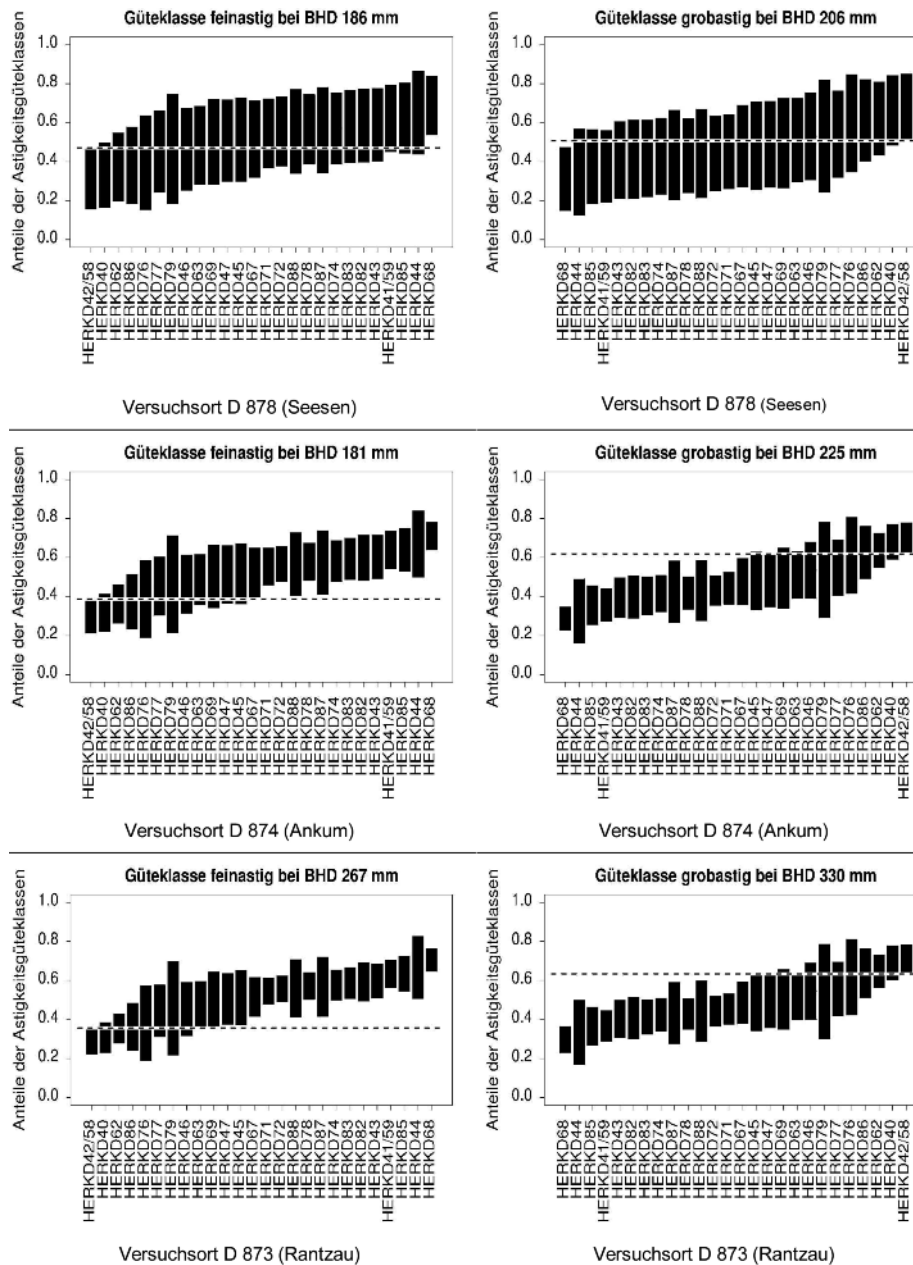 Güteklasse feinastig bei BHD 186 mm
Anteile der Astigkeitsgüteklassen
1.0
0.8
0.6
0.4
0.2
0.0
HERKD42/58
HERKD40
HERKD62
HERKD86
HERKD76
HERKD77
HERKD79
HERKD46
HERKD63
HERKD69
HERKD47
HERKD45
HERKD67
HERKD71
HERKD72
HERKD88
HERKD78
HERKD87
HERKD74
HERKD83
HERKD82
HERKD43
HERKD41/59
HERKD85
HERKD44
HERKD68
Versuchsort D 878 (Seesen)
Güteklasse grobastig bei BHD 206 mm
Anteile der Astigkeitsgüteklassen
1.0
0.8
0.6
0.4
0.2
0.0
HERKD68
HERKD44
HERKD85
HERKD41/59
HERKD43
HERKD82
HERKD83
HERKD74
HERKD87
HERKD78
HERKD88
HERKD72
HERKD71
HERKD67
HERKD45
HERKD47
HERKD69
HERKD63
HERKD46
HERKD79
HERKD77
HERKD76
HERKD86
HERKD62
HERKD40
HERKD42/58
Versuchsort D 878 (Seesen)
Güteklasse feinastig bei BHD 181 mm
Anteile der Astigkeitsgüteklassen
1.0
0.8
0.6
0.4
0.2
0.0
HERKD42/58
HERKD40
HERKD62
HERKD86
HERKD76
HERKD77
HERKD79
HERKD46
HERKD63
HERKD69
HERKD47
HERKD45
HERKD67
HERKD71
HERKD72
HERKD88
HERKD78
HERKD87
HERKD74
HERKD83
HERKD82
HERKD43
HERKD41/59
HERKD85
HERKD44
HERKD68
Versuchsort D 874 (Ankum)
Güteklasse grobastig bei BHD 225 mm
Anteile der Astigkeitsgüteklassen
1.0
0.8
0.6
0.4
0.2
0.0
HERKD68
HERKD44
HERKD85
HERKD41/59
HERKD43
HERKD82
HERKD83
HERKD74
HERKD87
HERKD78
HERKD88
HERKD72
HERKD71
HERKD67
HERKD45
HERKD47
HERKD69
HERKD63
HERKD46
HERKD79
HERKD77
HERKD76
HERKD86
HERKD62
HERKD40
HERKD42/58
Versuchsort D 874 (Ankum)
Güteklasse feinastig bei BHD 267 mm
Anteile der Astigkeitsgüteklassen
1.0
0.8
0.6
0.4
0.2
0.0
HERKD42/58
HERKD40
HERKD62
HERKD86
HERKD76
HERKD77
HERKD79
HERKD46
HERKD63
HERKD69
HERKD47
HERKD45
HERKD67
HERKD71
HERKD72
HERKD88
HERKD78
HERKD87
HERKD74
HERKD83
HERKD82
HERKD43
HERKD41/59
HERKD85
HERKD44
HERKD68
Versuchsort D 873 (Rantzau)
Güteklasse grobastig bei BHD 330 mm
Anteile der Astigkeitsgüteklassen
1.0
0.8
0.6
0.4
0.2
0.0
HERKD68
HERKD44
HERKD85
HERKD41/59
HERKD43
HERKD82
HERKD83
HERKD74
HERKD87
HERKD78
HERKD88
HERKD72
HERKD71
HERKD67
HERKD45
HERKD47
HERKD69
HERKD63
HERKD46
HERKD79
HERKD77
HERKD76
HERKD86
HERKD62
HERKD40
HERKD42/58
Versuchsort D 873 (Rantzau)